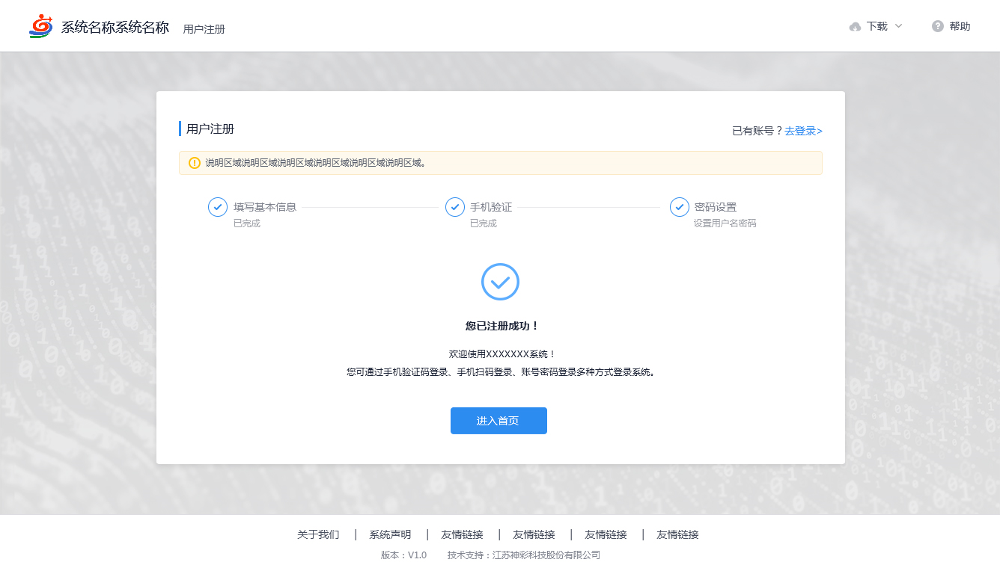 系统名称系统名称 用户注册 下载 帮助
用户注册 已有账号？去登录>
说明区域说明区域说明区域说明区域说明区域说明区域。
填写基本信息 手机验证 密码设置
已完成 已完成 设置用户名密码
您已注册成功！
欢迎使用XXXXXXX系统！
您可通过手机验证码登录、手机扫码登录、账号密码登录多种方式登录系统。
进入首页
关于我们 | 系统声明 | 友情链接 | 友情链接 | 友情链接 | 友情链接
版本：V1.0 技术支持：江苏神彩科技股份有限公司